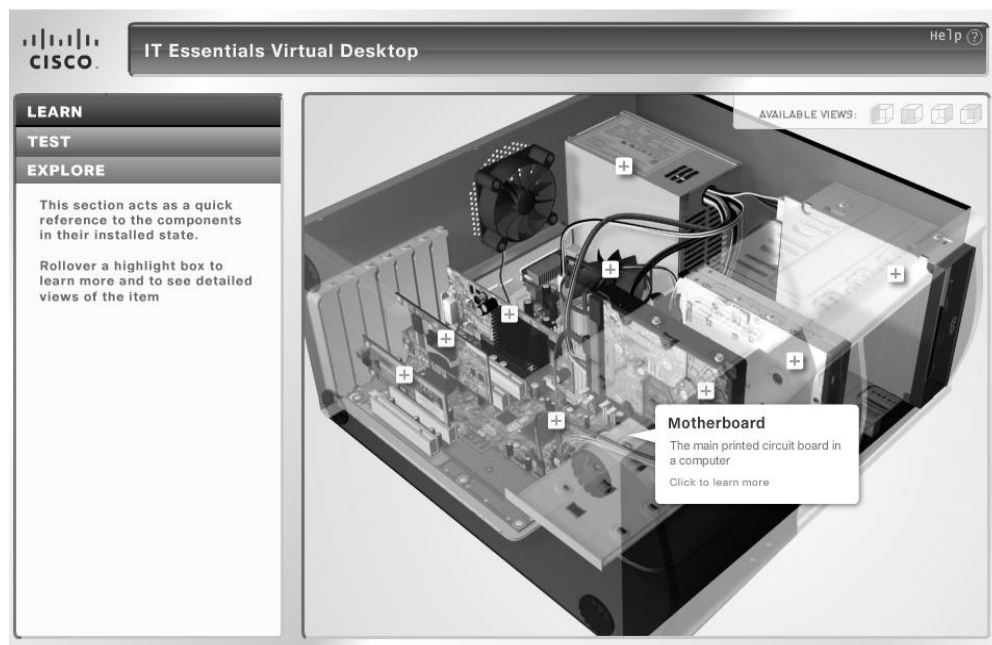 CISCO
IT Essentials Virtual Desktop
Help ?
LEARN
TEST
EXPLORE
This section acts as a quick
reference to the components
in their installed state.
Rollover a highlight box to
learn more and to see detailed
views of the item
AVAILABLE VIEWS:
Motherboard
The main printed circuit board in
a computer
Click to learn more